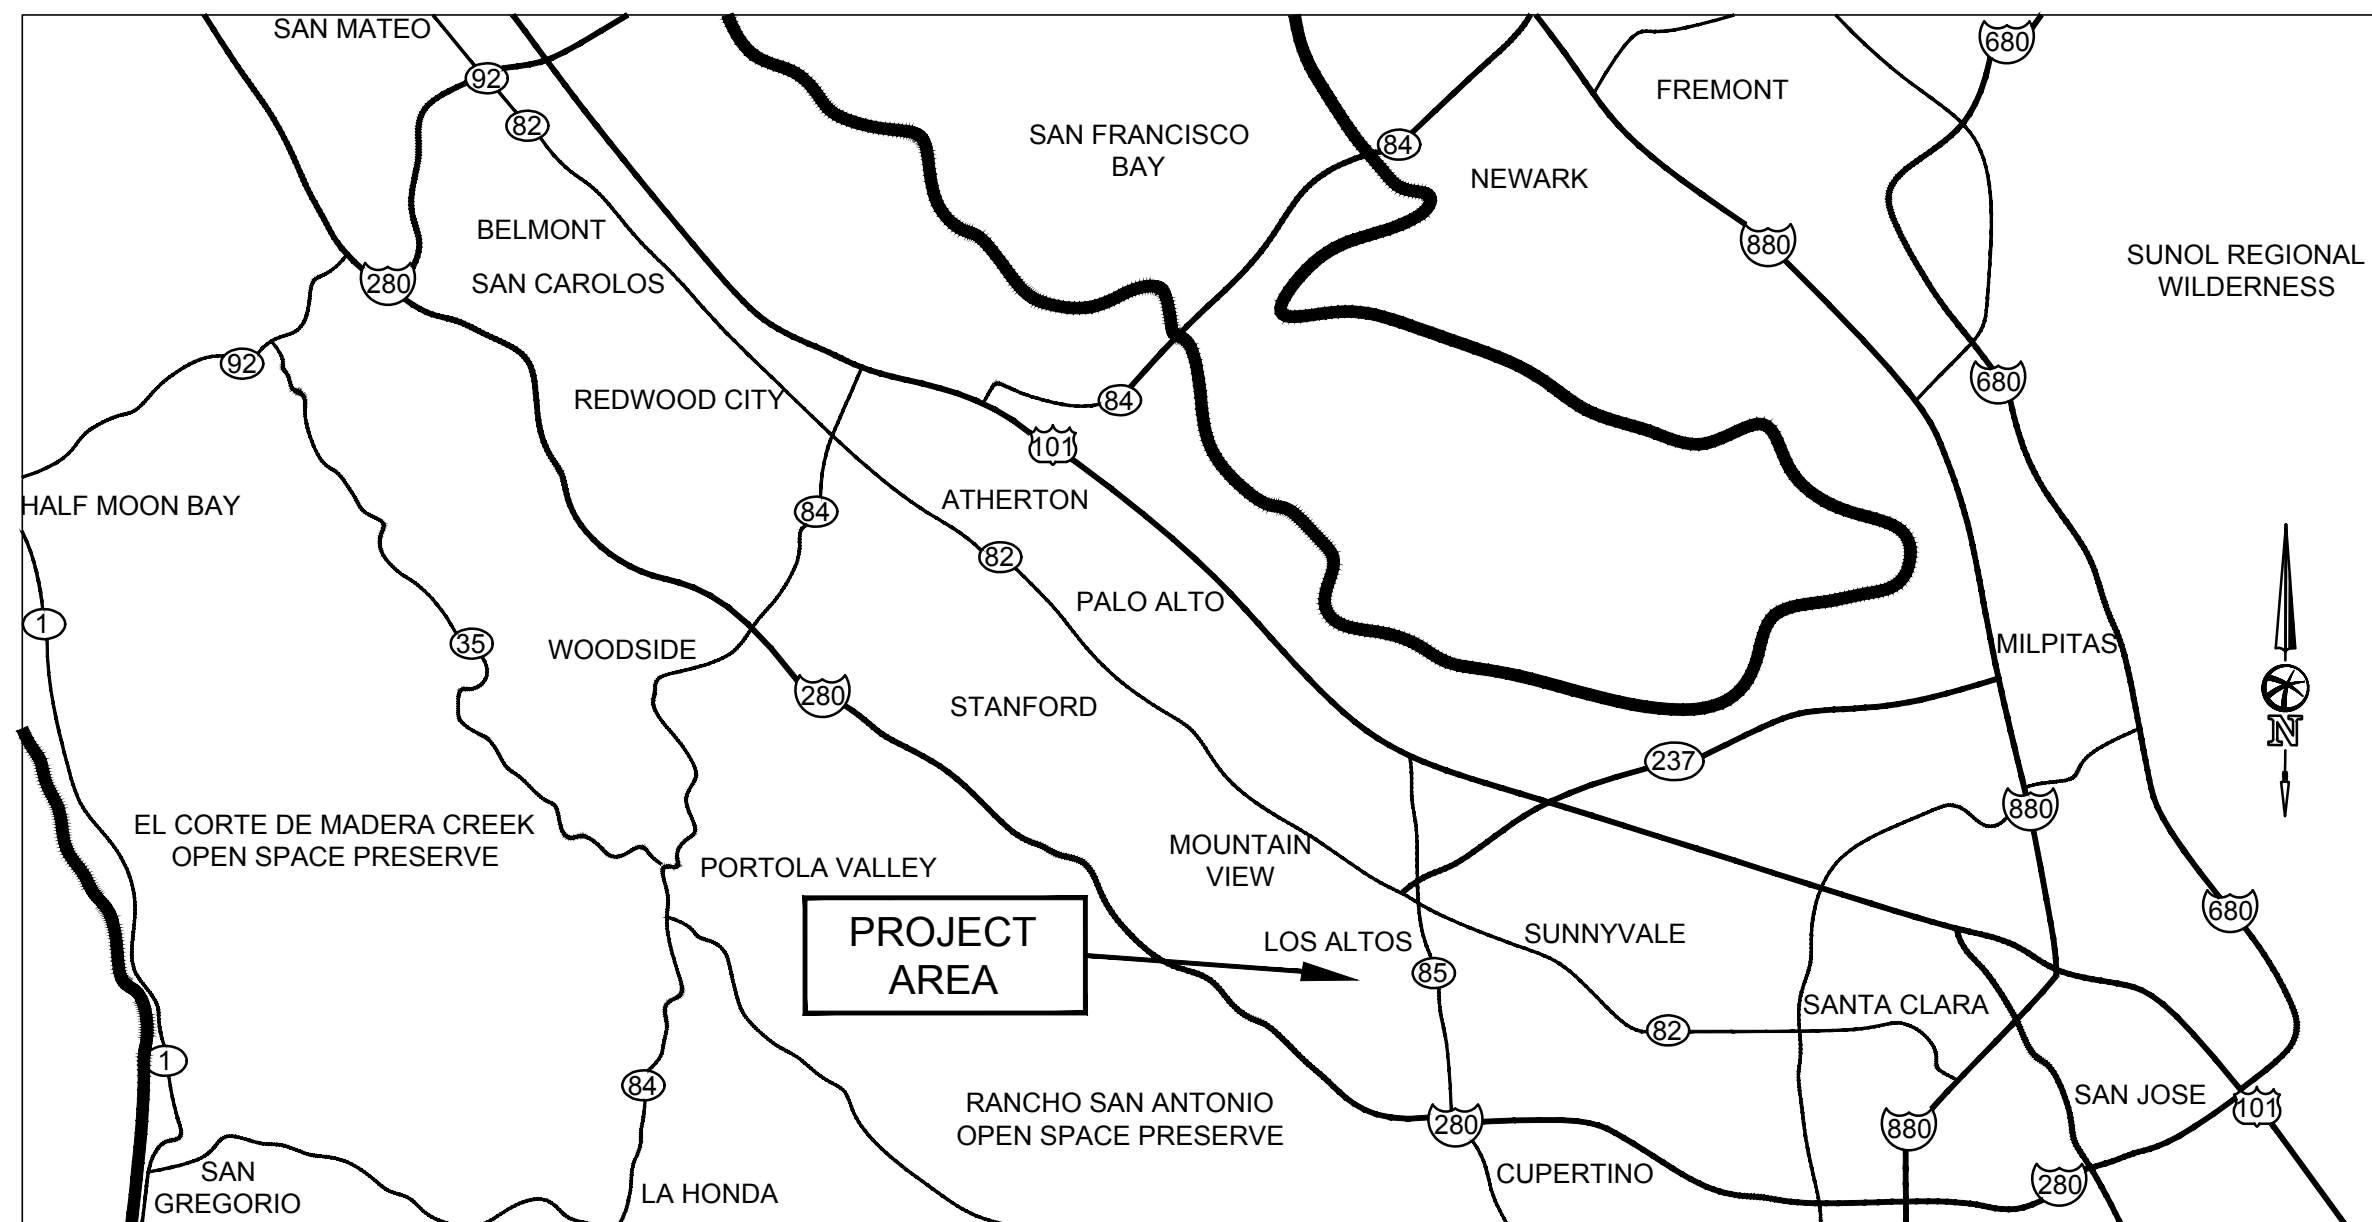 SAN MATEO
680
92
FREMONT
82
SAN FRANCISCO
BAY
84
NEWARK
BELMONT
880
SUNOL REGIONAL
WILDERNESS
280
SAN CAROLOS
92
680
REDWOOD CITY
84
101
ATHERTON
HALF MOON BAY
84
82
PALO ALTO
1
35
WOODSIDE
MILPITAS
280
STANFORD
N
237
880
EL CORTE DE MADERA CREEK
OPEN SPACE PRESERVE
MOUNTAIN
VIEW
PORTOLA VALLEY
680
PROJECT
AREA
LOS ALTOS
SUNNYVALE
85
SANTA CLARA
82
1
84
RANCHO SAN ANTONIO
OPEN SPACE PRESERVE
SAN JOSE
101
280
880
CUPERTINO
280
SAN
GREGORIO
LA HONDA